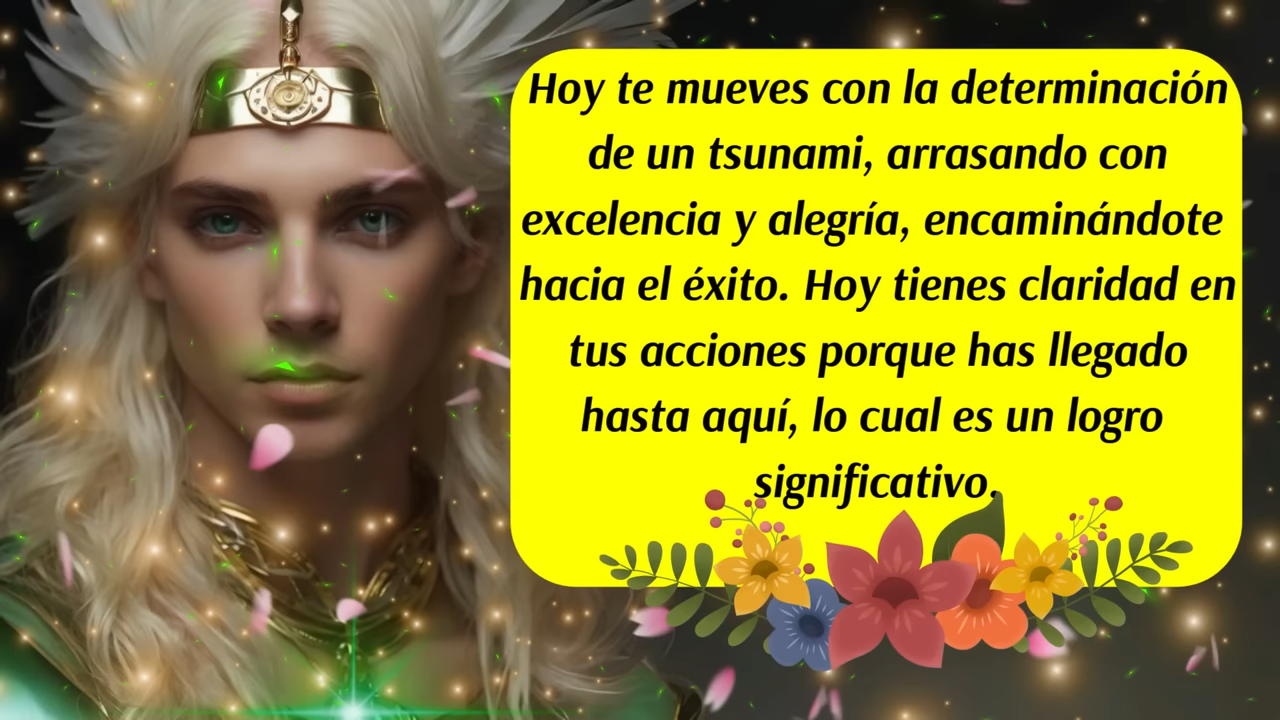 Hoy te mueves con la determinación
de un tsunami, arrasando con
excelencia y alegría, encaminándote
hacia el éxito. Hoy tienes claridad en
tus acciones porque has llegado
hasta aquí, lo cual es un logro
significativo.